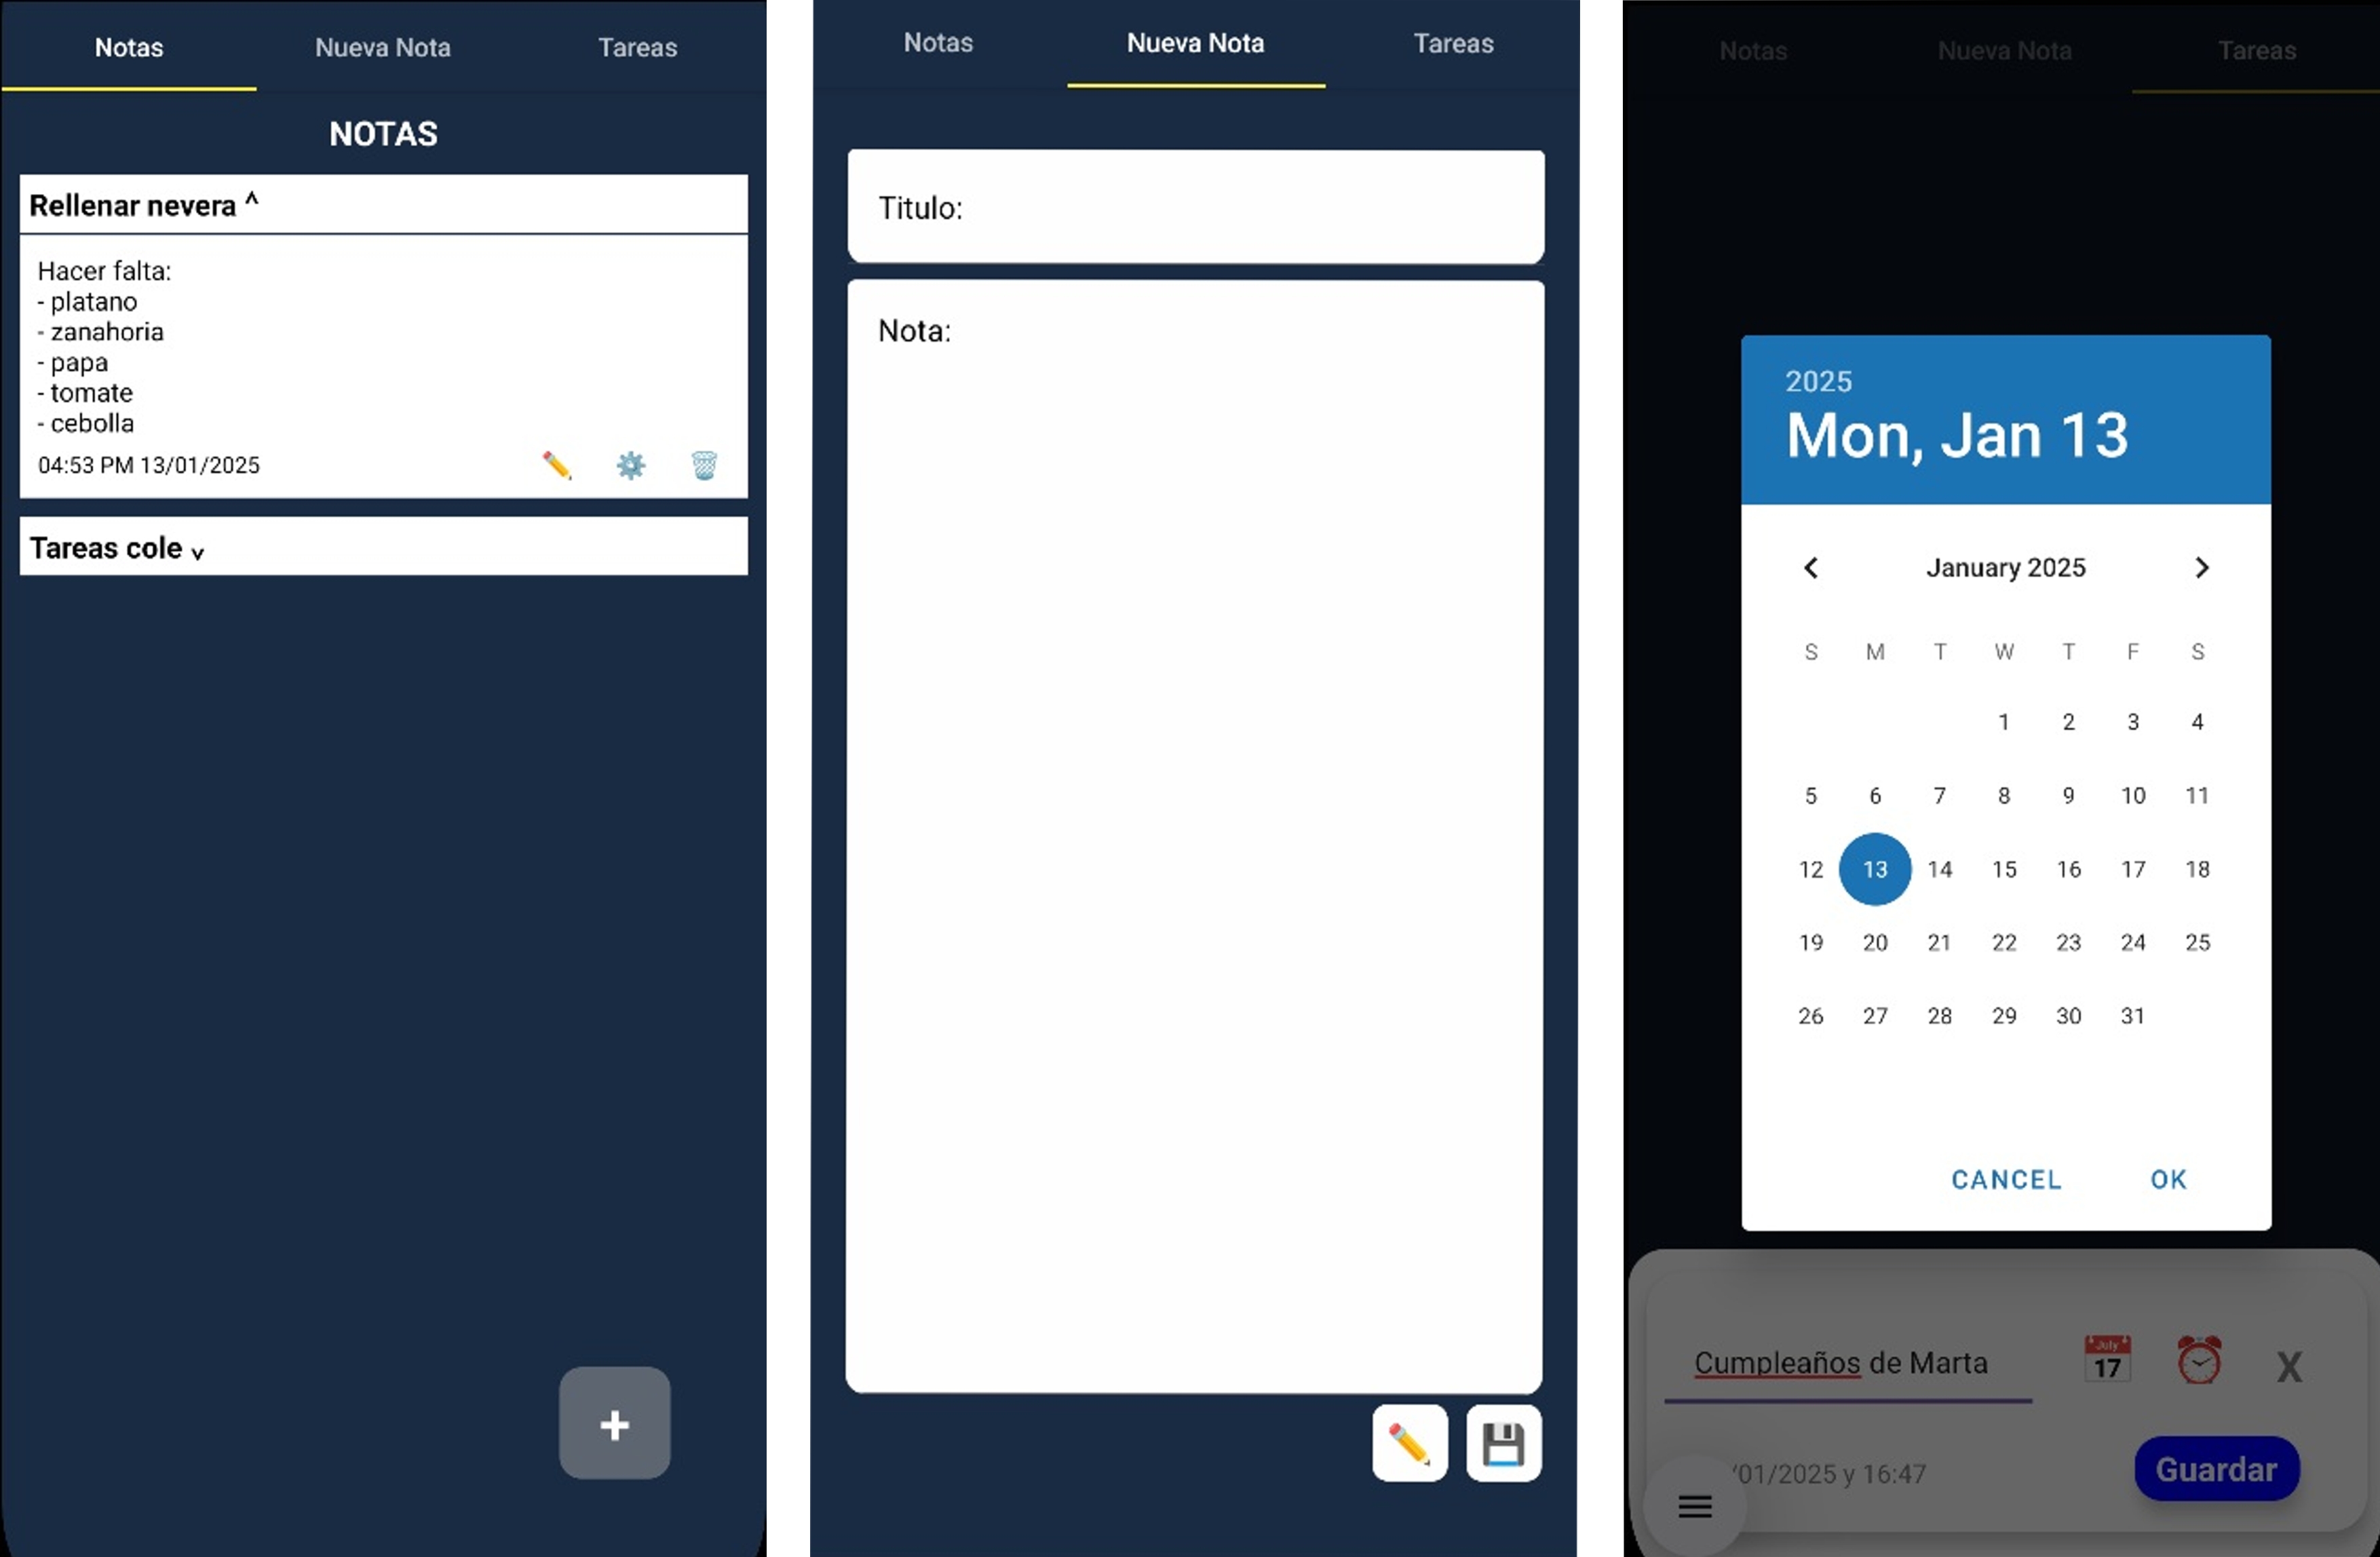 Notas Nueva Nota Tareas
NOTAS
Rellenar nevera ^
Hacer falta:
- platano
- zanahoria
- papa
- tomate
- cebolla
04:53 PM 13/01/2025
Tareas cole v
+
Notas Nueva Nota Tareas
Titulo:
Nota:
Notas Nueva Nota Tareas
2025
Mon, Jan 13
January 2025
S M T W T F S
1 2 3 4
5 6 7 8 9 10 11
12 13 14 15 16 17 18
19 20 21 22 23 24 25
26 27 28 29 30 31
CANCEL OK
Cumpleaños de Marta July 17 X
/01/2025 y 16:47 Guardar